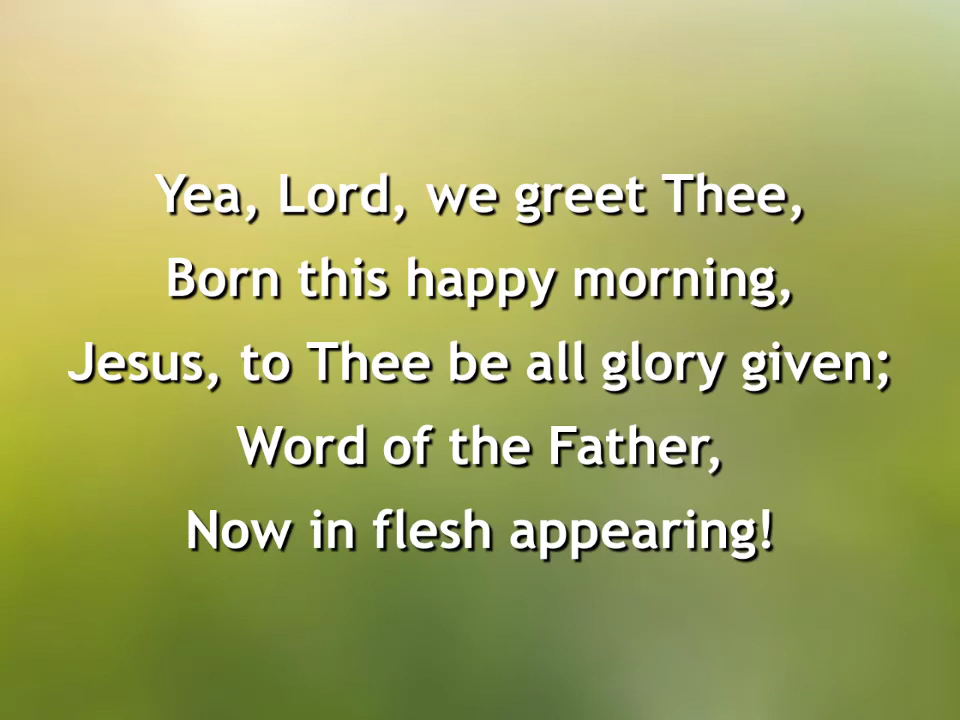 Yea, Lord, we greet Thee,
Born this happy morning,
Jesus, to Thee be all glory given;
Word of the Father,
Now in flesh appearing!